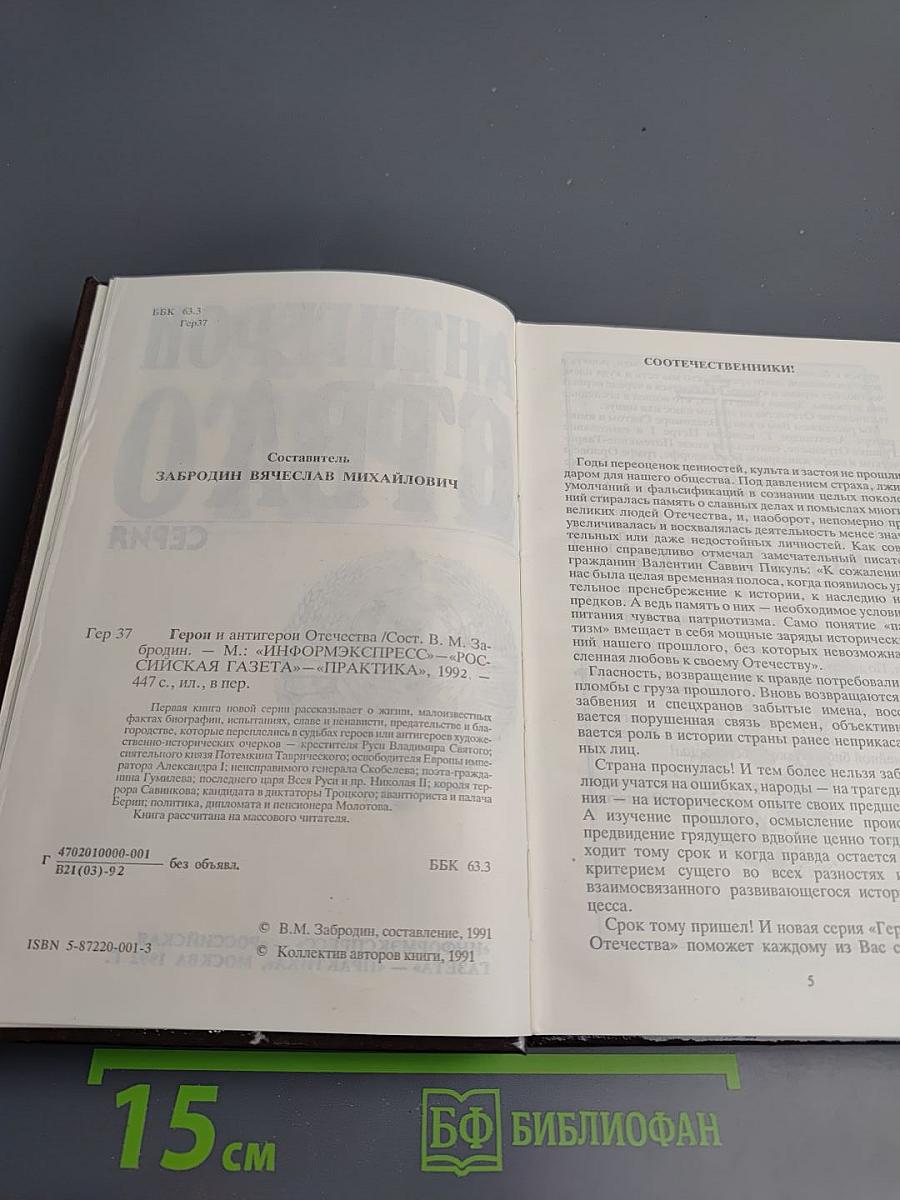 ББК 63.3
Гер37
Составитель
ЗАБРОДИН ВЯЧЕСЛАВ МИХАЙЛОВИЧ
СЕРИЯ
Гер 37 Герои и антигерои Отечества /Сост. В. М. За-
бродин. — М.: «ИНФОРМЭКСПРЕСС»—«РОС-
СИЙСКАЯ ГАЗЕТА»—«ПРАКТИКА», 1992. —
447 с., ил., в пер.
Первая книга новой серии рассказывает о жизни, малоизвестных
фактах биографии, испытаниях, славе и ненависти, предательстве и бла-
городстве, которые переплелись в судьбах героев или антигероев художе-
ственно-исторических очерков — крестителя Руси Владимира Святого;
сиятельного князя Потемкина Таврического; освободителя Европы импе-
ратора Александра I; неисправимого генерала Скобелева; поэта-гражда-
нина Гумилева; последнего царя Всея Руси и пр. Николая II; короля тер-
рора Савинкова; кандидата в диктаторы Троцкого; авантюриста и палача
Берии; политика, дипломата и пенсионера Молотова.
Книга рассчитана на массового читателя.
Г 4702010000-001 без объявл. ББК 63.3
В21(03)-92
© В.М. Забродин, составление, 1991
ISBN 5-87220-001-3
© Коллектив авторов книги, 1991
СООТЕЧЕСТВЕННИКИ!
Годы переоценок ценностей, культа и застоя не прошли
даром для нашего общества. Под давлением страха, лжи
умолчаний и фальсификаций в сознании целых поколе
ний стиралась память о славных делах и помыслах многи
великих людей Отечества, и, наоборот, непомерно пр
увеличивалась и восхвалялась деятельность менее знач
тельных или даже недостойных личностей. Как сов
шенно справедливо отмечал замечательный писате
гражданин Валентин Саввич Пикуль: «К сожалени
нас была целая временная полоса, когда появилось у
тельное пренебрежение к истории, к наследию н
предков. А ведь память о них — необходимое услови
питания чувства патриотизма. Само понятие «па
тизм» вмещает в себя мощные заряды историческ
ний нашего прошлого, без которых невозможна
сленная любовь к своему Отечеству».
Гласность, возвращение к правде потребовали
пломбы с груза прошлого. Вновь возвращаются
забвения и спецхранов забытые имена, восс
вается порушенная связь времен, объективн
вается роль в истории страны ранее неприкаса
ных лиц.
Страна проснулась! И тем более нельзя заб
люди учатся на ошибках, народы — на трагеди
ния — на историческом опыте своих предше
А изучение прошлого, осмысление проис
предвидение грядущего вдвойне ценно тогд
ходит тому срок и когда правда остается
критерием сущего во всех разностях и
взаимосвязанного развивающегося истор
цесса.
Срок тому пришел! И новая серия «Гер
Отечества» поможет каждому из Вас с
5
15 см
БФ БИБЛИОФАН